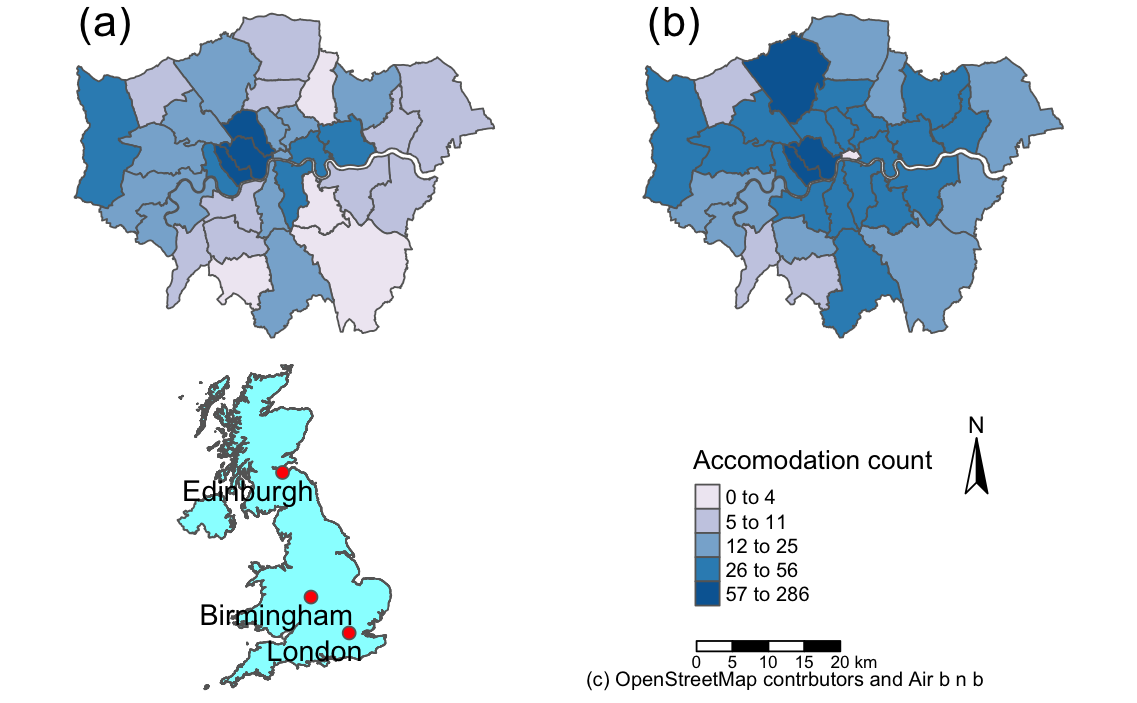 (a)
(b)
Edinburgh
Birmingham
London
Accomodation count
0 to 4
5 to 11
12 to 25
26 to 56
57 to 286
N
0 5 10 15 20 km
(c) OpenStreetMap contrbutors and Air b n b